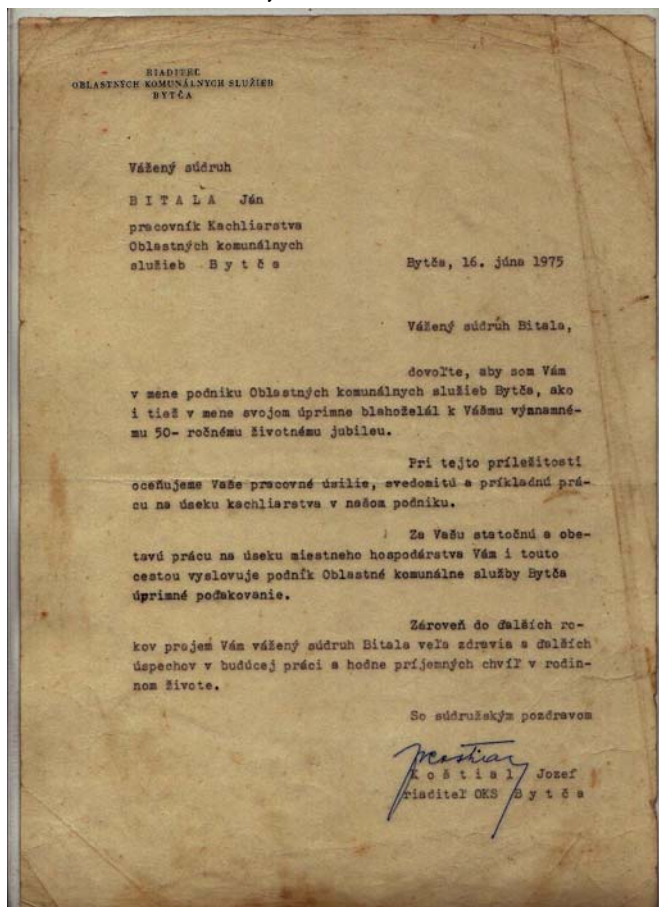 RIADITEĽ
OBLASTNÝCH KOMUNÁLNYCH SLUŽIEB
BYTČA
Vážený súdruh
B I T A L A Ján
pracovník Kachliarstva
Oblastných komunálnych
služieb B y t č a
Bytča, 16. júna 1975
Vážený súdruh Bitala,
dovoľte, aby som Vám
v mene podniku Oblastných komunálnych služieb Bytča, ako
i tiež v mene svojom úprimne blahoželál k Vášmu významné-
mu 50- ročnému životnému jubileu.
Pri tejto príležitosti
oceňujeme Vaše pracovné úsilie, svedomitú a príkladnú prá-
cu na úseku kachliarstva v našom podniku.
Za Vašu statočnú a obe-
tavú prácu na úseku miestneho hospodárstva Vám i touto
cestou vyslovuje podník Oblastné komunálne služby Bytča
úprimné poďakovanie.
Zároveň do ďalších ro-
kov prajem Vám vážený súdruh Bitala veľa zdravia a ďalších
úspechov v budúcej práci a hodne príjemných chvíľ v rodin-
nom živote.
So súdružským pozdravom
K o š t i a l Jozef
riaditeľ OKS B y t č a